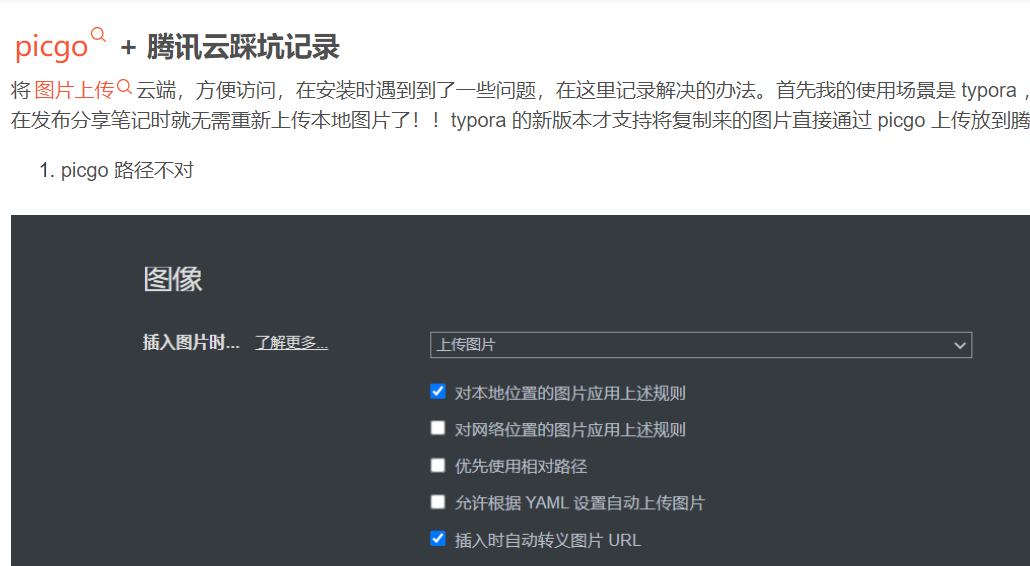 picgo + 腾讯云踩坑记录
将图片上传云端，方便访问，在安装时遇到到了一些问题，在这里记录解决的办法。首先我的使用场景是 typora，
在发布分享笔记时就无需重新上传本地图片了！！typora 的新版本才支持将复制来的图片直接通过 picgo 上传放到腾
1. picgo 路径不对
图像
插入图片时... 了解更多... 上传图片
对本地位置的图片应用上述规则
对网络位置的图片应用上述规则
优先使用相对路径
允许根据 YAML 设置自动上传图片
插入时自动转义图片 URL